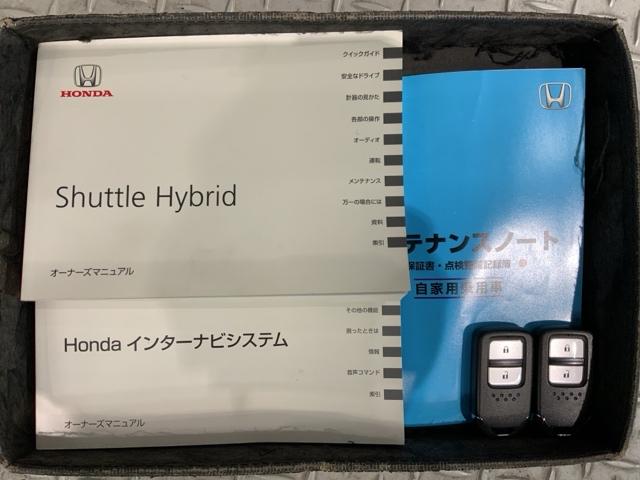 HONDA
Shuttle Hybrid
オーナーズマニュアル
クイックガイド
安全なドライブ
計器の見かた
各部の操作
オーディオ
運転
メンテナンス
万一の場合には
資料
索引
テナンスノート
保証書・点検整備記録簿
自家用乗用車
Honda インターナビシステム
オーナーズマニュアル
その他の機能
困ったときは
情報
音声コマンド
索引